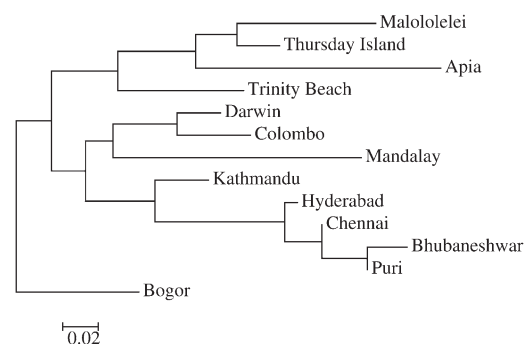 Malololelei
Thursday Island
Apia
Trinity Beach
Darwin
Colombo
Mandalay
Kathmandu
Hyderabad
Chennai
Bhubaneshwar
Puri
Bogor
0.02